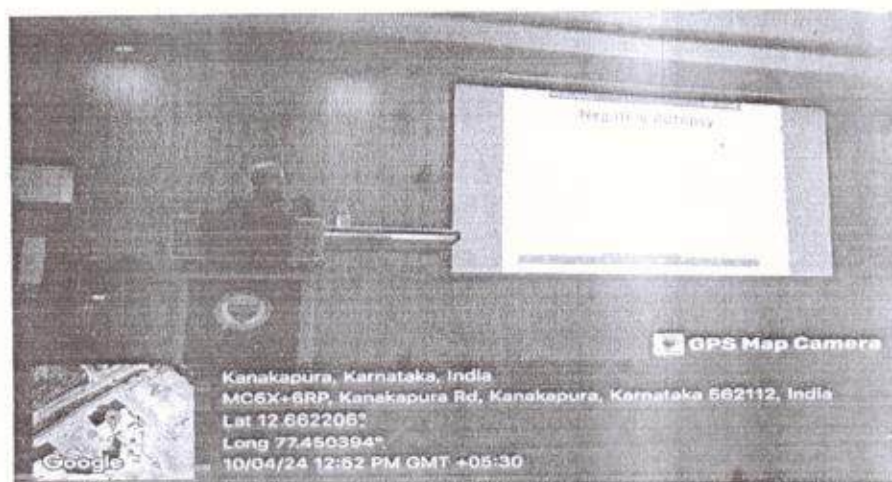 Negative Autopsy
GPS Map Camera
Kanakapura, Karnataka, India
MC6X+6RP, Kanakapura Rd, Kanakapura, Karnataka 562112, India
Lat 12.662206°
Long 77.450394°
10/04/24 12:52 PM GMT +05:30
Google